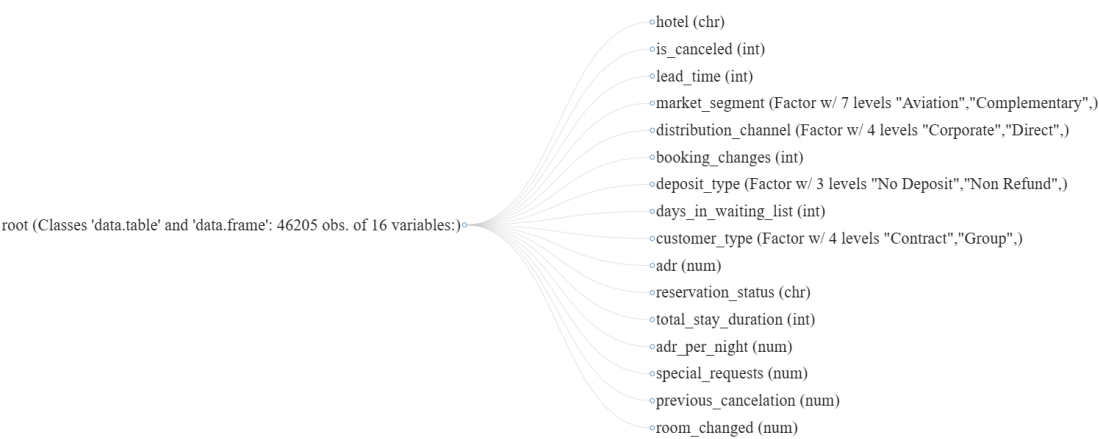 hotel (chr)
is_canceled (int)
lead_time (int)
market_segment (Factor w/ 7 levels "Aviation","Complementary",)
distribution_channel (Factor w/ 4 levels "Corporate","Direct",)
booking_changes (int)
deposit_type (Factor w/ 3 levels "No Deposit","Non Refund",)
days_in_waiting_list (int)
root (Classes 'data.table' and 'data.frame': 46205 obs. of 16 variables:)
customer_type (Factor w/ 4 levels "Contract","Group",)
adr (num)
reservation_status (chr)
total_stay_duration (int)
adr_per_night (num)
special_requests (num)
previous_cancelation (num)
room_changed (num)